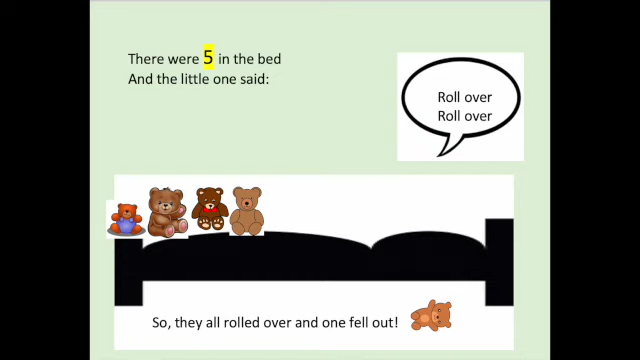 There were 5 in the bed
And the little one said:
Roll over
Roll over
So, they all rolled over and one fell out!